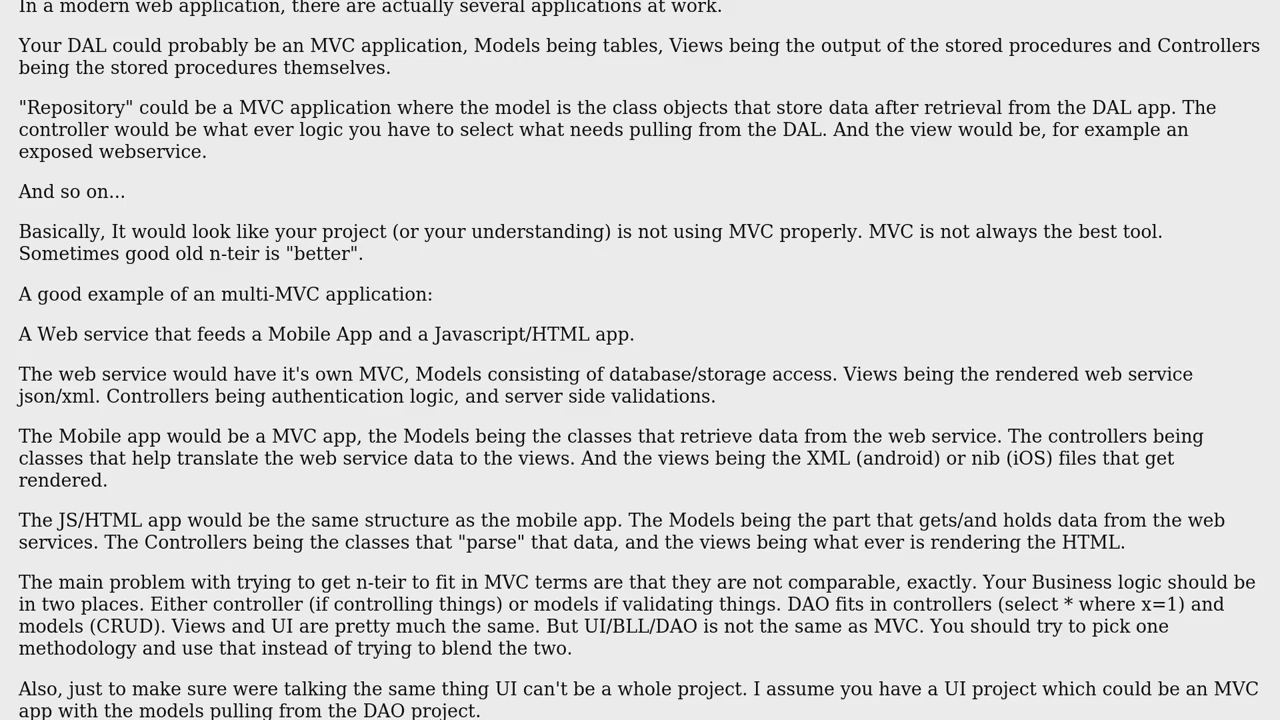 In a modern web application, there are actually several applications at work.
Your DAL could probably be an MVC application, Models being tables, Views being the output of the stored procedures and Controllers
being the stored procedures themselves.
"Repository" could be a MVC application where the model is the class objects that store data after retrieval from the DAL app. The
controller would be what ever logic you have to select what needs pulling from the DAL. And the view would be, for example an
exposed webservice.
And so on...
Basically, It would look like your project (or your understanding) is not using MVC properly. MVC is not always the best tool.
Sometimes good old n-teir is "better".
A good example of an multi-MVC application:
A Web service that feeds a Mobile App and a Javascript/HTML app.
The web service would have it's own MVC, Models consisting of database/storage access. Views being the rendered web service
json/xml. Controllers being authentication logic, and server side validations.
The Mobile app would be a MVC app, the Models being the classes that retrieve data from the web service. The controllers being
classes that help translate the web service data to the views. And the views being the XML (android) or nib (iOS) files that get
rendered.
The JS/HTML app would be the same structure as the mobile app. The Models being the part that gets/and holds data from the web
services. The Controllers being the classes that "parse" that data, and the views being what ever is rendering the HTML.
The main problem with trying to get n-teir to fit in MVC terms are that they are not comparable, exactly. Your Business logic should be
in two places. Either controller (if controlling things) or models if validating things. DAO fits in controllers (select * where x=1) and
models (CRUD). Views and UI are pretty much the same. But UI/BLL/DAO is not the same as MVC. You should try to pick one
methodology and use that instead of trying to blend the two.
Also, just to make sure were talking the same thing UI can't be a whole project. I assume you have a UI project which could be an MVC
app with the models pulling from the DAO project.